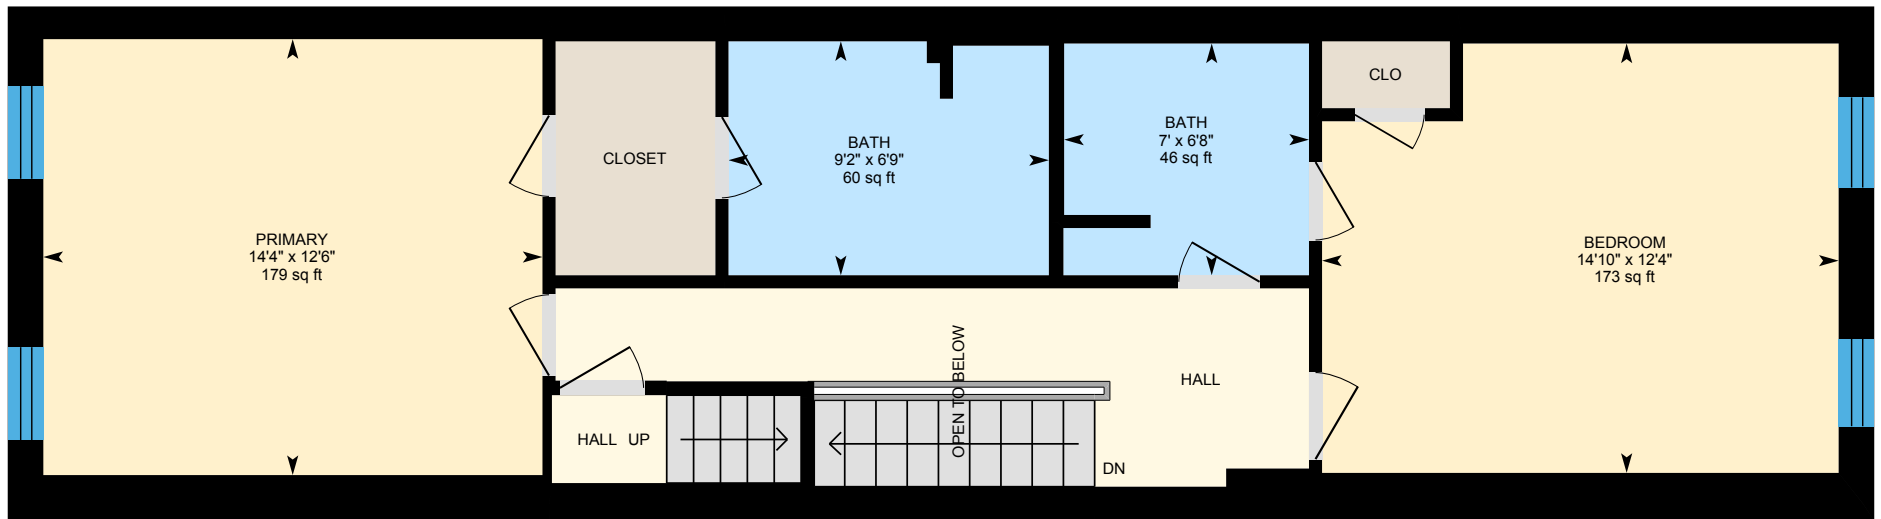 PRIMARY
14'4" x 12'6"
179 sq ft
CLOSET
BATH
9'2" x 6'9"
60 sq ft
BATH
7' x 6'8"
46 sq ft
CLO
BEDROOM
14'10" x 12'4"
173 sq ft
HALL
OPEN TO BELOW
HALL UP
DN